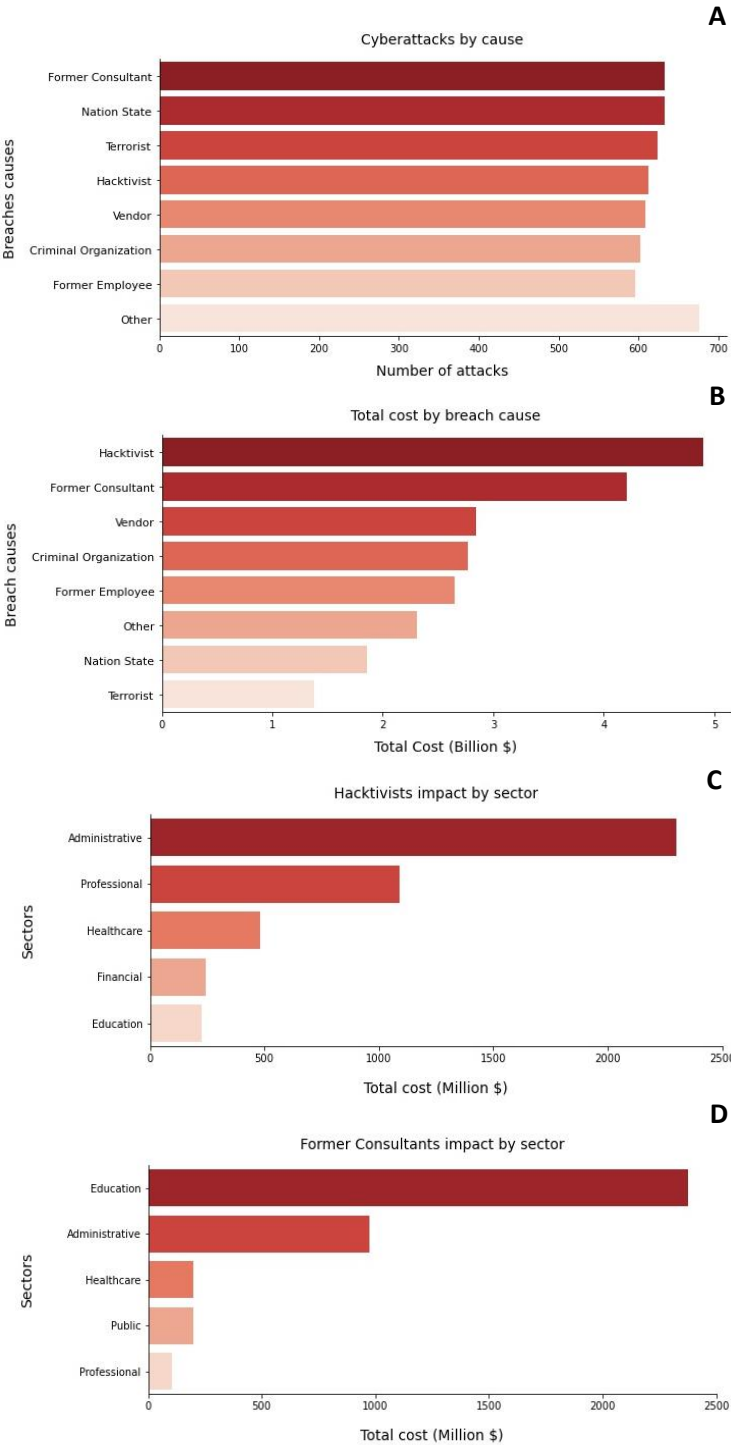 A
Cyberattacks by cause
Breaches causes
Former Consultant
Nation State
Terrorist
Hacktivist
Vendor
Criminal Organization
Former Employee
Other
0 100 200 300 400 500 600 700
Number of attacks
B
Total cost by breach cause
Breach causes
Hacktivist
Former Consultant
Vendor
Criminal Organization
Former Employee
Other
Nation State
Terrorist
0 1 2 3 4 5
Total Cost (Billion $)
C
Hacktivists impact by sector
Sectors
Administrative
Professional
Healthcare
Financial
Education
0 500 1000 1500 2000 2500
Total cost (Million $)
D
Former Consultants impact by sector
Sectors
Education
Administrative
Healthcare
Public
Professional
0 500 1000 1500 2000 2500
Total cost (Million $)